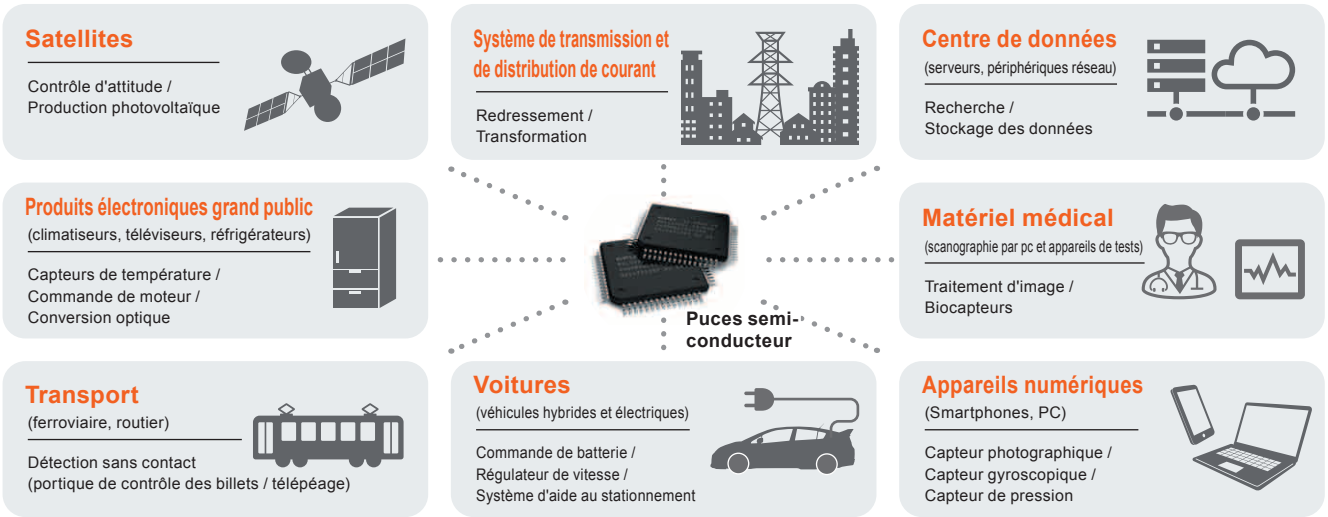 Satellites
Contrôle d'attitude /
Production photovoltaïque
Système de transmission et
de distribution de courant
Redressement /
Transformation
Centre de données
(serveurs, périphériques réseau)
Recherche /
Stockage des données
Produits électroniques grand public
(climatiseurs, téléviseurs, réfrigérateurs)
Capteurs de température /
Commande de moteur /
Conversion optique
Puces semi-
conducteur
Matériel médical
(scanographie par pc et appareils de tests)
Traitement d'image /
Biocapteurs
Transport
(ferroviaire, routier)
Détection sans contact
(portique de contrôle des billets / télépéage)
Voitures
(véhicules hybrides et électriques)
Commande de batterie /
Régulateur de vitesse /
Système d'aide au stationnement
Appareils numériques
(Smartphones, PC)
Capteur photographique /
Capteur gyroscopique /
Capteur de pression